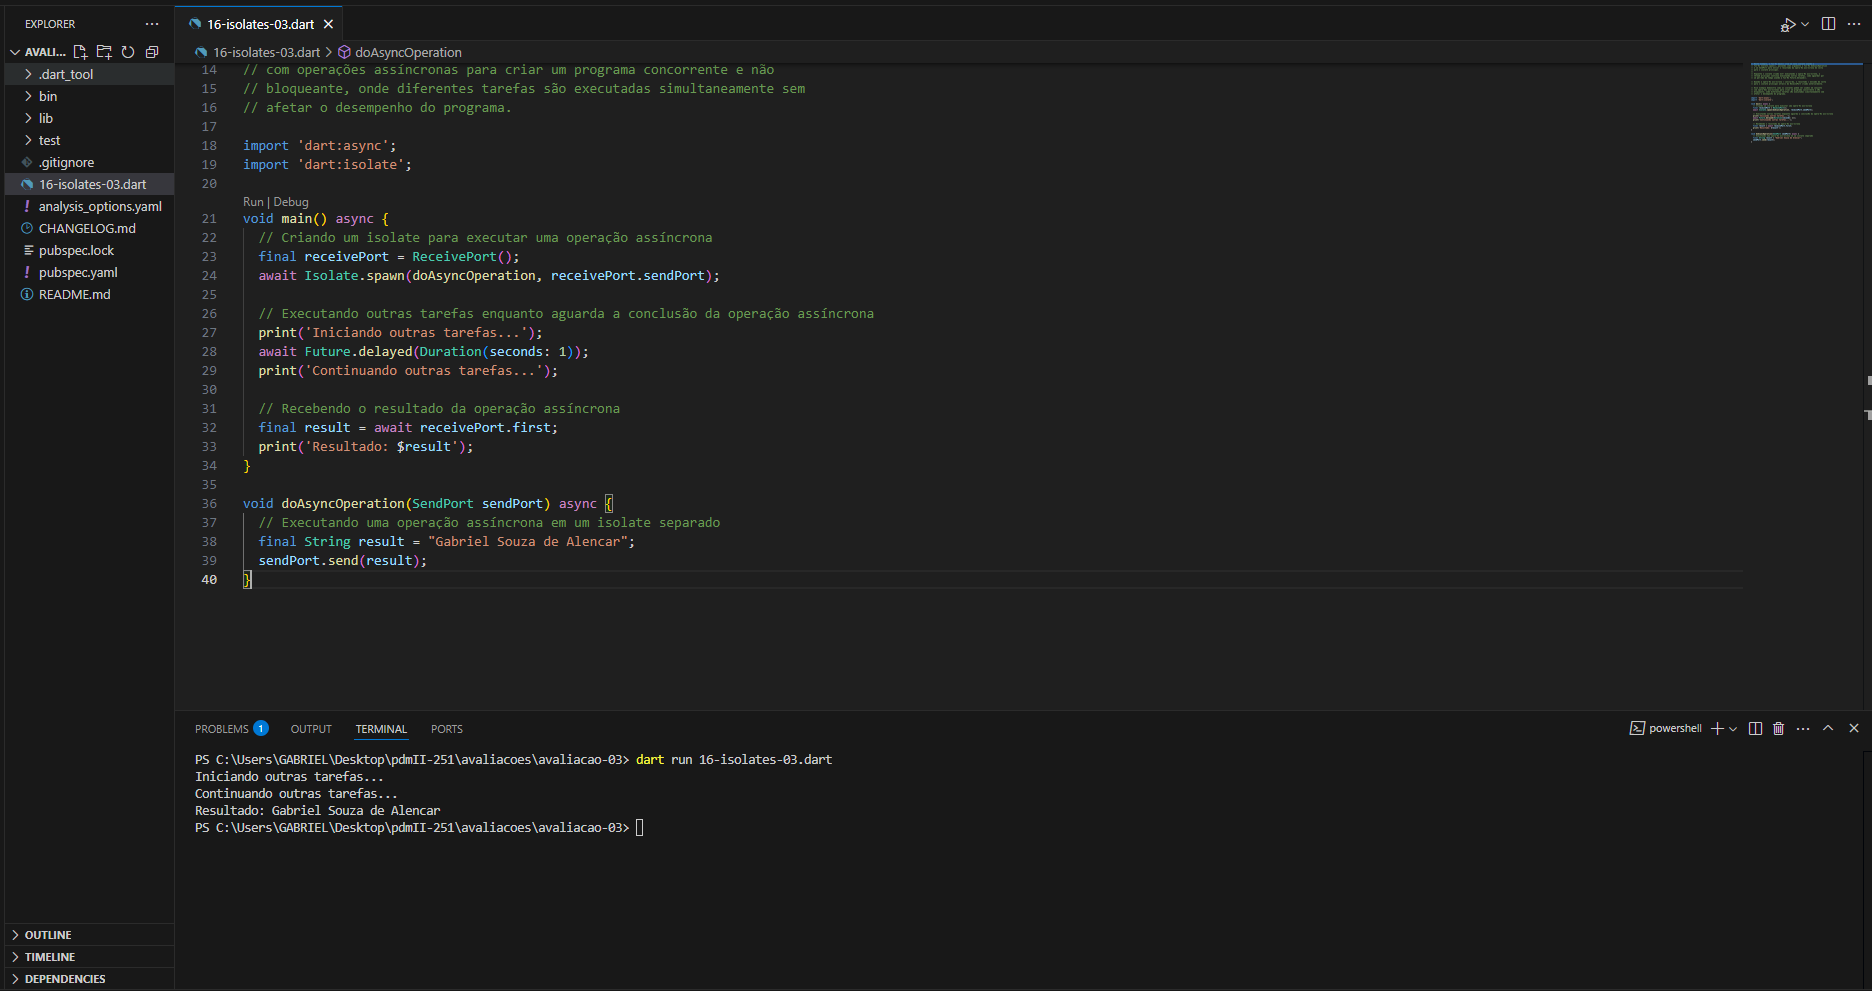 EXPLORER
AVALI...
.dart_tool
bin
lib
test
.gitignore
16-isolates-03.dart
analysis_options.yaml
CHANGELOG.md
pubspec.lock
pubspec.yaml
README.md
OUTLINE
TIMELINE
DEPENDENCIES
16-isolates-03.dart
16-isolates-03.dart > doAsyncOperation
14 // com operações assíncronas para criar um programa concorrente e não
15 // bloqueante, onde diferentes tarefas são executadas simultaneamente sem
16 // afetar o desempenho do programa.
17
18 import 'dart:async';
19 import 'dart:isolate';
20
Run | Debug
21 void main() async {
22 // Criando um isolate para executar uma operação assíncrona
23 final receivePort = ReceivePort();
24 await Isolate.spawn(doAsyncOperation, receivePort.sendPort);
25
26 // Executando outras tarefas enquanto aguarda a conclusão da operação assíncrona
27 print('Iniciando outras tarefas...');
28 await Future.delayed(Duration(seconds: 1));
29 print('Continuando outras tarefas...');
30
31 // Recebendo o resultado da operação assíncrona
32 final result = await receivePort.first;
33 print('Resultado: $result');
34 }
35
36 void doAsyncOperation(SendPort sendPort) async {
37 // Executando uma operação assíncrona em um isolate separado
38 final String result = "Gabriel Souza de Alencar";
39 sendPort.send(result);
40 }
PROBLEMS 1 OUTPUT TERMINAL PORTS
powershell
PS C:\Users\GABRIEL\Desktop\pdmII-251\avaliacoes\avaliacao-03> dart run 16-isolates-03.dart
Iniciando outras tarefas...
Continuando outras tarefas...
Resultado: Gabriel Souza de Alencar
PS C:\Users\GABRIEL\Desktop\pdmII-251\avaliacoes\avaliacao-03>